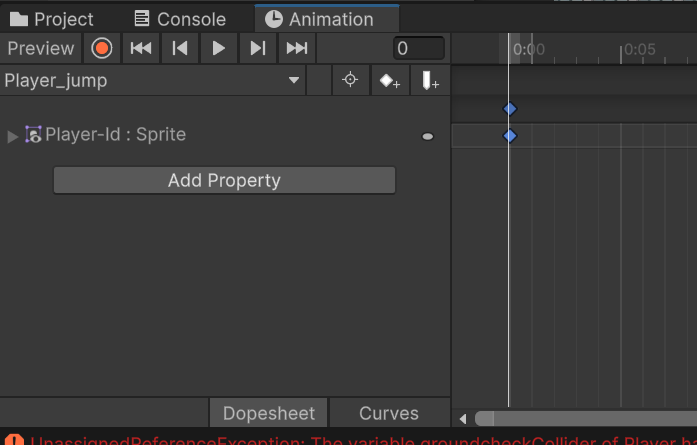 Project Console Animation
Preview 0 0:00 0:05
Player_jump
Player-Id : Sprite
Add Property
Dopesheet Curves
UnassignedReferenceException: The variable groundcheckCollider of Player